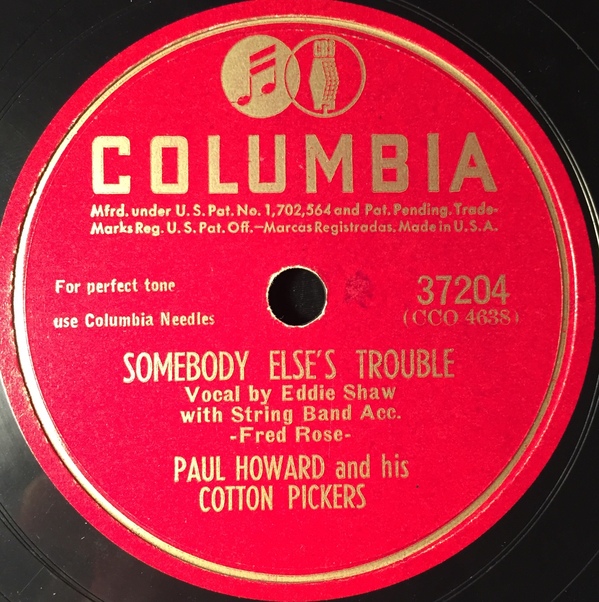 COLUMBIA
Mfrd. under U.S. Pat. No. 1,702,564 and Pat. Pending. Trade-
Marks Reg. U.S. Pat. Off.—Marcas Registradas. Made in U.S.A.
For perfect tone
use Columbia Needles
37204
(CCO 4638)
SOMEBODY ELSE'S TROUBLE
Vocal by Eddie Shaw
with String Band Acc.
-Fred Rose-
PAUL HOWARD and his
COTTON PICKERS